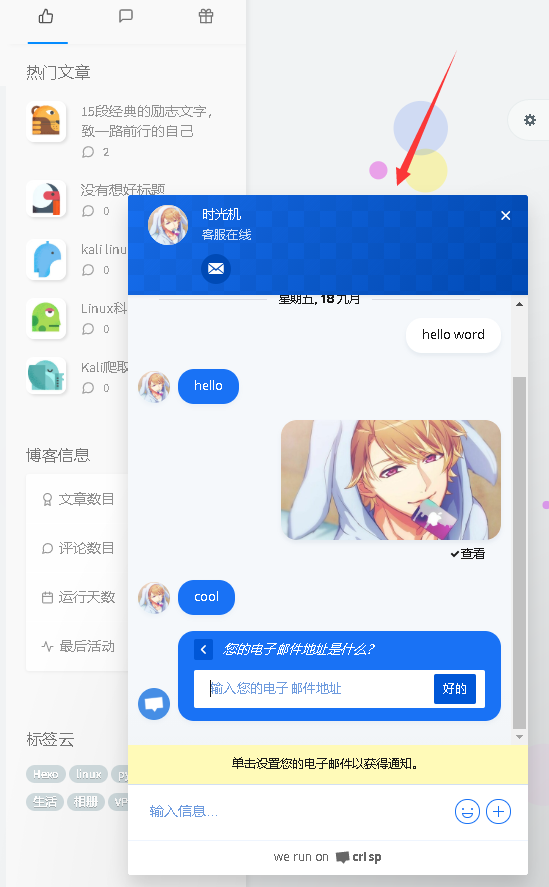 热门文章
15段经典的励志文字，
致一路前行的自己
2
没有想好标题
0
kali linu
0
Linux科
0
Kali爬取
0
博客信息
文章数目
评论数目
运行天数
最后活动
标签云
Hexo linux py
生活 相册 VP
时光机
客服在线
星期五, 18 九月
hello word
hello
查看
cool
您的电子邮件地址是什么?
输入您的电子邮件地址
好的
单击设置您的电子邮件以获得通知。
输入信息...
we run on crisp